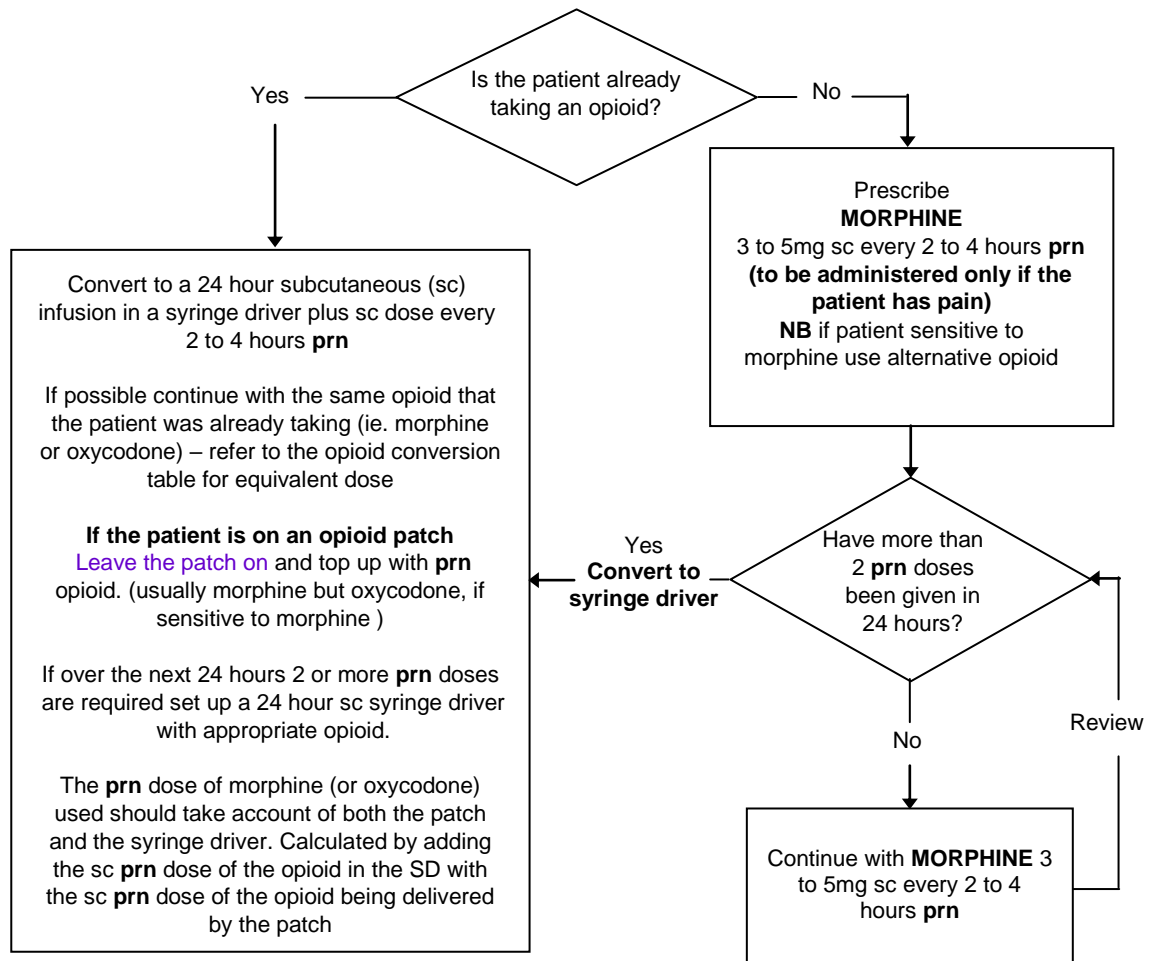 Is the patient already
taking an opioid?
Yes
No
Prescribe
MORPHINE
3 to 5mg sc every 2 to 4 hours prn
(to be administered only if the
patient has pain)
NB if patient sensitive to
morphine use alternative opioid
Convert to a 24 hour subcutaneous (sc)
infusion in a syringe driver plus sc dose every
2 to 4 hours prn
If possible continue with the same opioid that
the patient was already taking (ie. morphine
or oxycodone) – refer to the opioid conversion
table for equivalent dose
If the patient is on an opioid patch
Leave the patch on and top up with prn
opioid. (usually morphine but oxycodone, if
sensitive to morphine )
If over the next 24 hours 2 or more prn doses
are required set up a 24 hour sc syringe driver
with appropriate opioid.
The prn dose of morphine (or oxycodone)
used should take account of both the patch
and the syringe driver. Calculated by adding
the sc prn dose of the opioid in the SD with
the sc prn dose of the opioid being delivered
by the patch
Yes
Convert to
syringe driver
Have more than
2 prn doses
been given in
24 hours?
No
Review
Continue with MORPHINE 3
to 5mg sc every 2 to 4
hours prn